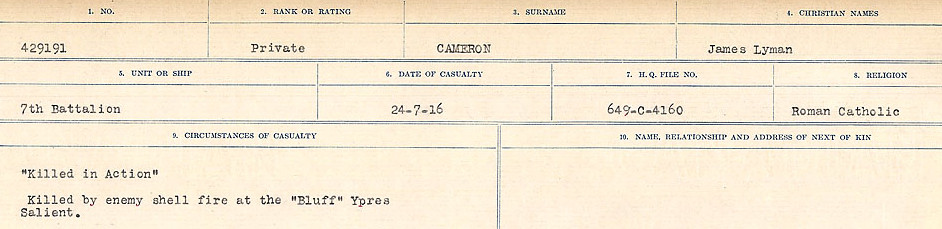 1. NO. 2. RANK OR RATING 3. SURNAME 4. CHRISTIAN NAMES
429191 Private CAMERON James Lyman
5. UNIT OR SHIP 6. DATE OF CASUALTY 7. H.Q. FILE NO. 8. RELIGION
7th Battalion 24-7-16 649-C-4160 Roman Catholic
9. CIRCUMSTANCES OF CASUALTY 10. NAME, RELATIONSHIP AND ADDRESS OF NEXT OF KIN
"Killed in Action"
Killed by enemy shell fire at the "Bluff" Ypres
Salient.